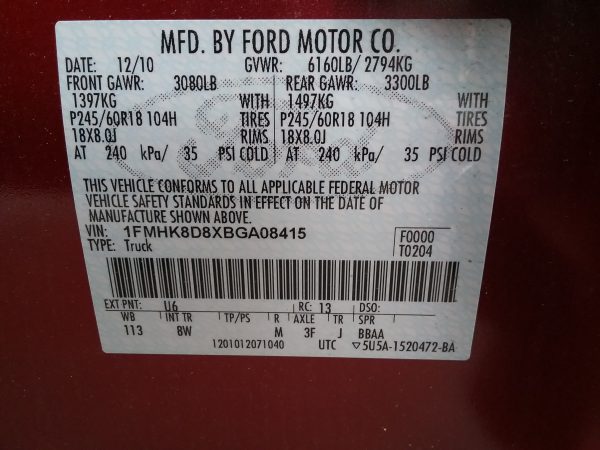 MFD. BY FORD MOTOR CO.
DATE: 12/10 GVWR: 6160LB/ 2794KG
FRONT GAWR: 3080LB REAR GAWR: 3300LB
1397KG WITH 1497KG WITH
P245/60R18 104H TIRES P245/60R18 104H TIRES
18X8.0J RIMS 18X8.0J RIMS
AT 240 kPa/ 35 PSI COLD AT 240 kPa/ 35 PSI COLD
THIS VEHICLE CONFORMS TO ALL APPLICABLE FEDERAL MOTOR
VEHICLE SAFETY STANDARDS IN EFFECT ON THE DATE OF
MANUFACTURE SHOWN ABOVE.
VIN: 1FMHK8D8XBGA08415
TYPE: Truck
F0000
T0204
EXT PNT: U6 RC: 13 DSO:
WB INT TR TP/PS R AXLE TR SPR
113 8W M 3F J BBAA
1201012071040 UTC ▽5U5A-1520472-BA